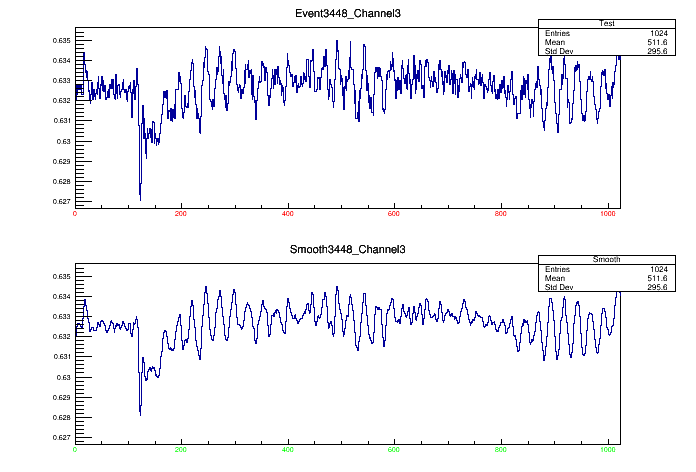 Event3448_Channel3
Test
Entries 1024
Mean 511.6
Std Dev 295.6
0.635
0.634
0.633
0.632
0.631
0.63
0.629
0.628
0.627
0 200 400 600 800 1000
Smooth3448_Channel3
Smooth
Entries 1024
Mean 511.6
Std Dev 295.6
0.635
0.634
0.633
0.632
0.631
0.63
0.629
0.628
0.627
0 200 400 600 800 1000